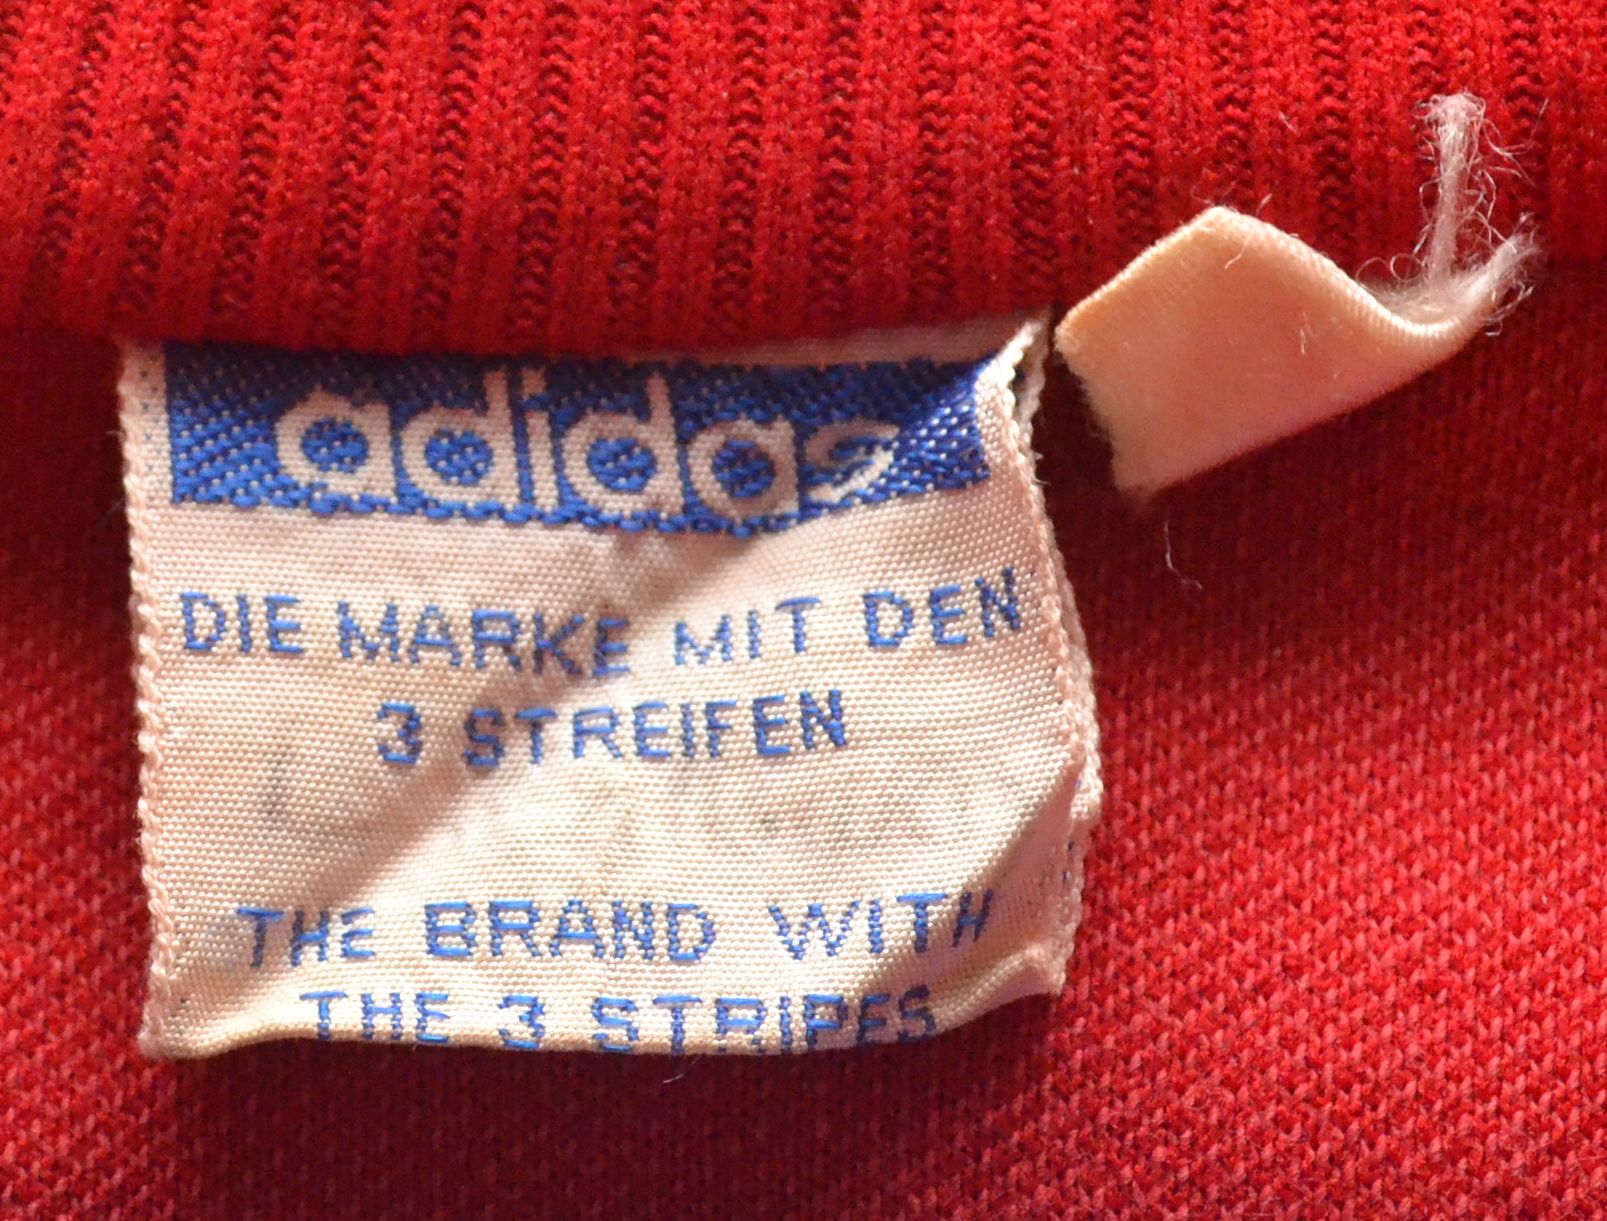 adidas
DIE MARKE MIT DEN
3 STREIFEN
THE BRAND WITH
THE 3 STRIPES